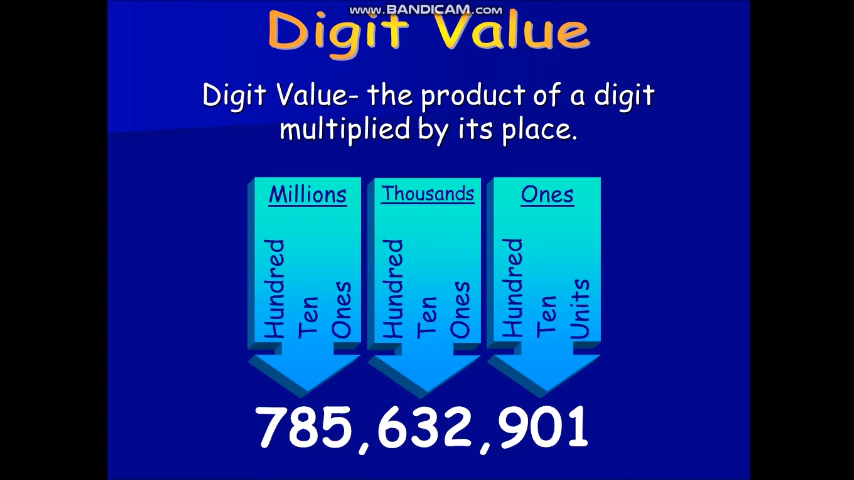 www.BANDICAM.com
Digit Value
Digit Value- the product of a digit
multiplied by its place.
Millions
Hundred
Ten
Ones
Thousands
Hundred
Ten
Ones
Ones
Hundred
Ten
Units
785,632,901